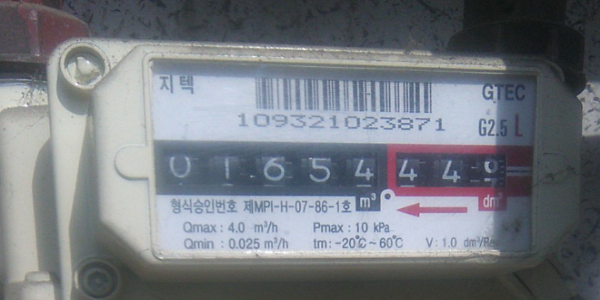 지텍 GTEC
109321023871 G2.5 L
01654 449
m³ dm³
형식승인번호 제MPI-H-07-86-1호
Qmax : 4.0 m³/h Pmax : 10 kPa
Qmin : 0.025 m³/h tm : -20℃ ~ 60℃ V : 1.0 dm³/Rev